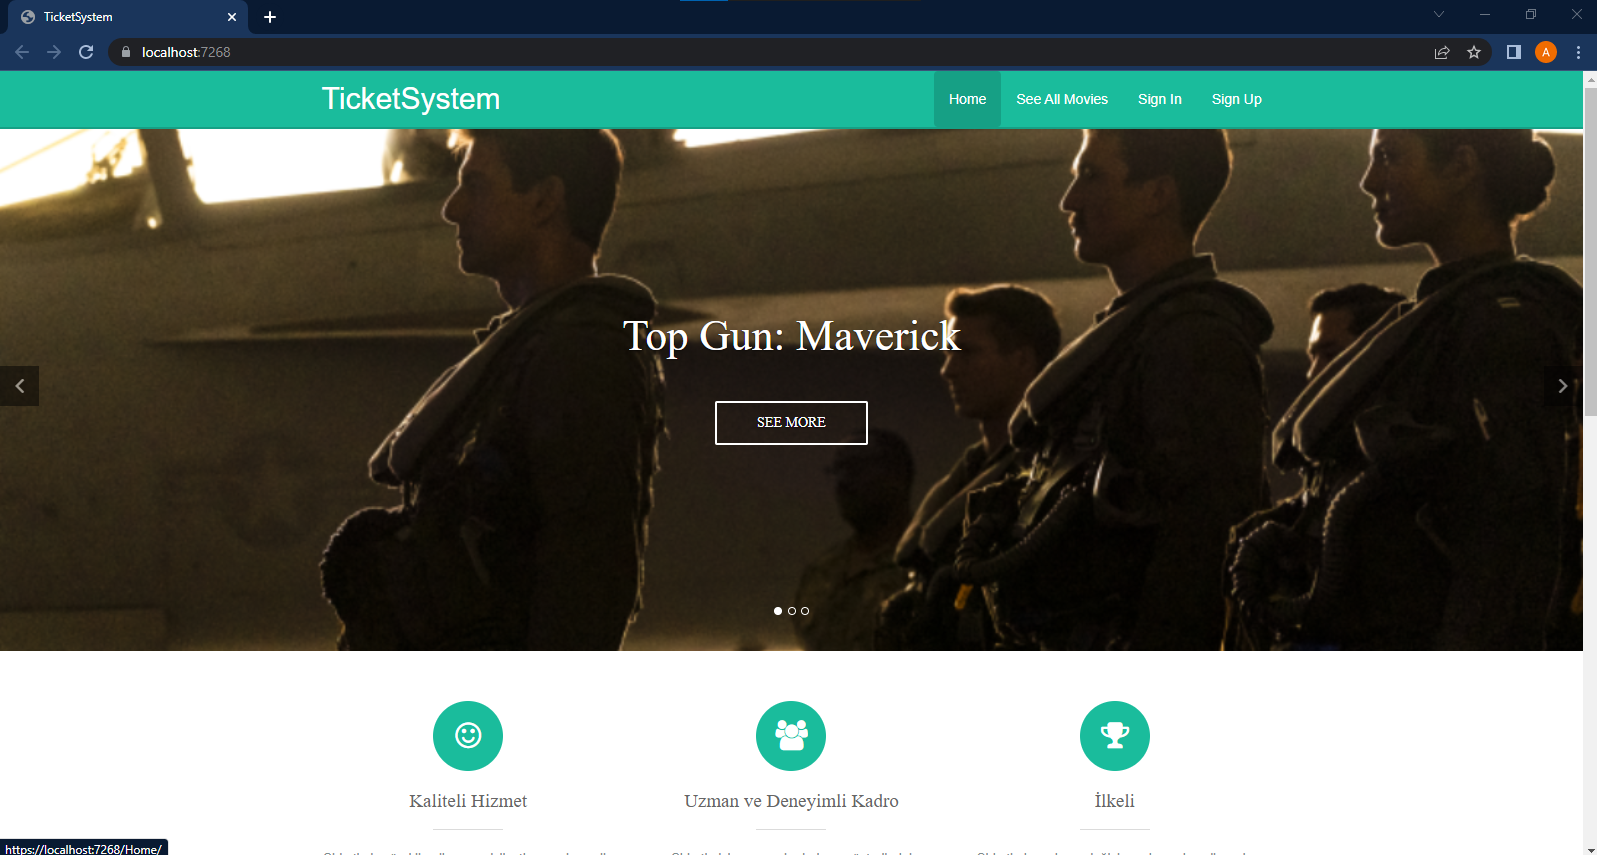 TicketSystem
localhost:7268
A
TicketSystem
Home
See All Movies
Sign In
Sign Up
Top Gun: Maverick
SEE MORE
Kaliteli Hizmet
Uzman ve Deneyimli Kadro
İlkeli
https://localhost:7268/Home/